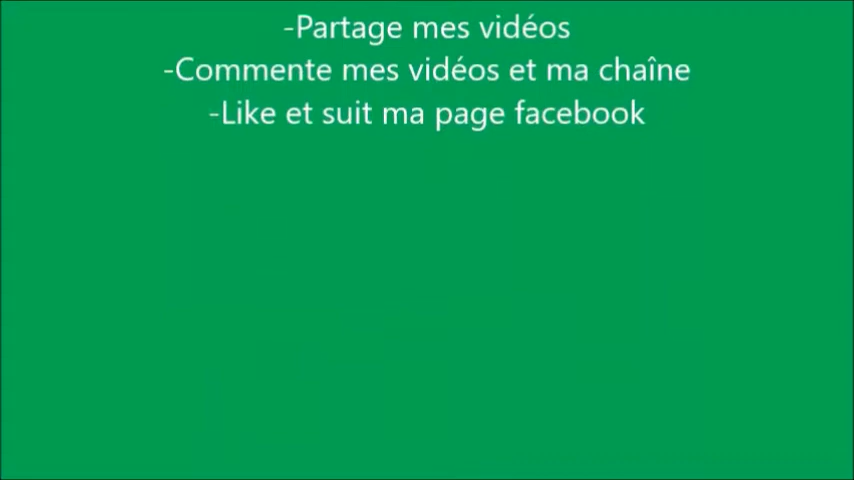 -Partage mes vidéos
-Commente mes vidéos et ma chaîne
-Like et suit ma page facebook